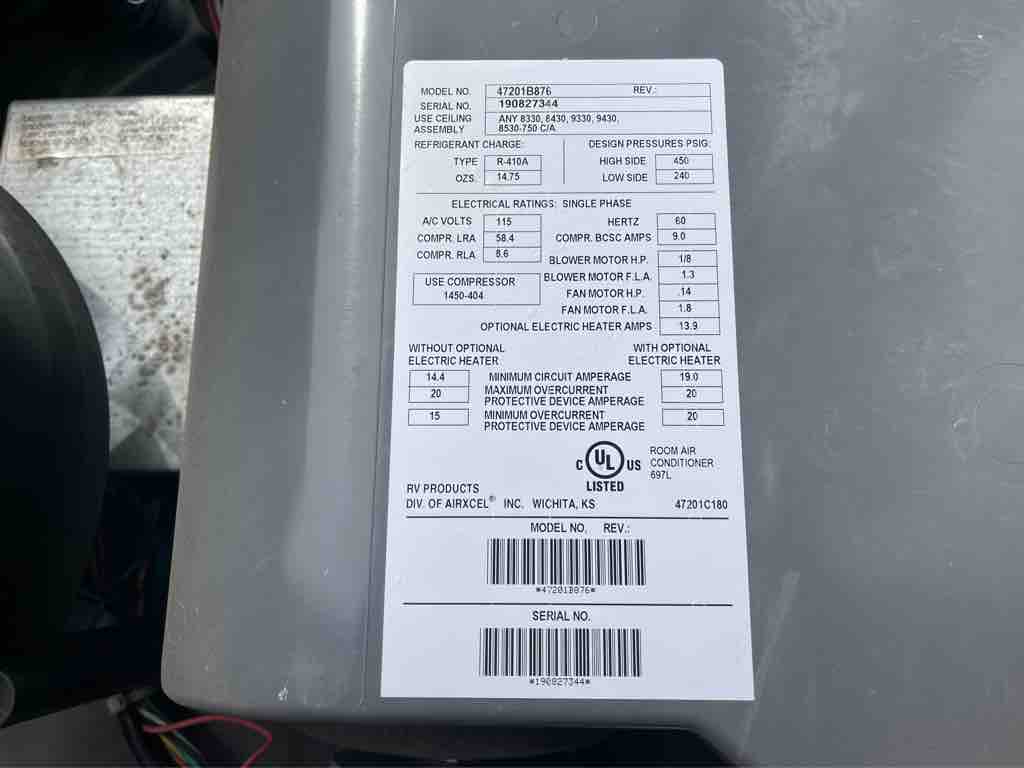 MODEL NO. 47201B876 REV.:
SERIAL NO. 190827344
USE CEILING ASSEMBLY ANY 8330, 8430, 9330, 9430,
8530-750 C/A
REFRIGERANT CHARGE: DESIGN PRESSURES PSIG:
TYPE R-410A HIGH SIDE 450
OZS. 14.75 LOW SIDE 240
ELECTRICAL RATINGS: SINGLE PHASE
A/C VOLTS 115 HERTZ 60
COMPR. LRA 58.4 COMPR. BCSC AMPS 9.0
COMPR. RLA 8.6 BLOWER MOTOR H.P. 1/8
BLOWER MOTOR F.L.A. 1.3
USE COMPRESSOR
1450-404
FAN MOTOR H.P. .14
FAN MOTOR F.L.A. 1.8
OPTIONAL ELECTRIC HEATER AMPS 13.9
WITHOUT OPTIONAL WITH OPTIONAL
ELECTRIC HEATER ELECTRIC HEATER
14.4 MINIMUM CIRCUIT AMPERAGE 19.0
20 MAXIMUM OVERCURRENT 20
PROTECTIVE DEVICE AMPERAGE
15 MINIMUM OVERCURRENT 20
PROTECTIVE DEVICE AMPERAGE
C UL US
LISTED
ROOM AIR
CONDITIONER
697L
RV PRODUCTS
DIV. OF AIRXCEL® INC. WICHITA, KS 47201C180
MODEL NO. REV.:
*47201B876*
SERIAL NO.
*190827344*